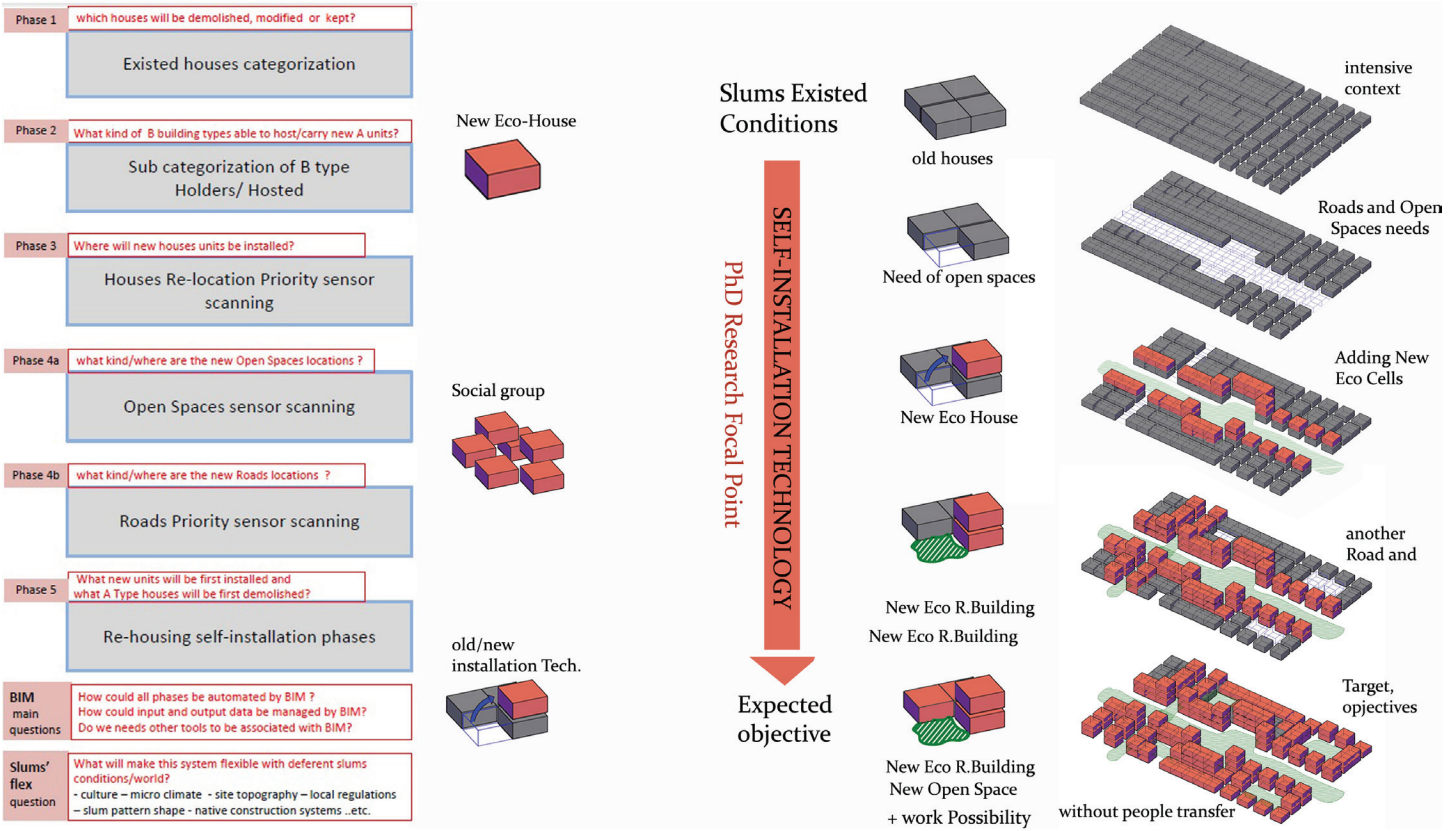 Phase 1
which houses will be demolished, modified or kept?
Existed houses categorization
Phase 2
What kind of B building types able to host/carry new A units?
Sub categorization of B type
Holders/ Hosted
Phase 3
Where will new houses units be installed?
Houses Re-location Priority sensor
scanning
Phase 4a
what kind/where are the new Open Spaces locations ?
Open Spaces sensor scanning
Phase 4b
what kind/where are the new Roads locations ?
Roads Priority sensor scanning
Phase 5
What new units will be first installed and
what A Type houses will be first demolished?
Re-housing self-installation phases
BIM
main
questions
How could all phases be automated by BIM ?
How could input and output data be managed by BIM?
Do we needs other tools to be associated with BIM?
Slums'
flex
question
What will make this system flexible with deferent slums
conditions/world?
- culture – micro climate - site topography – local regulations
– slum pattern shape - native construction systems ..etc.
New Eco-House
Social group
old/new
installation Tech.
Slums Existed
Conditions
SELF-INSTALLATION TECHNOLOGY
PhD Research Focal Point
Expected
objective
old houses
Need of open spaces
New Eco House
New Eco R.Building
New Eco R.Building
New Eco R.Building
New Open Space
+ work Possibility
intensive
context
Roads and Open
Spaces needs
Adding New
Eco Cells
another
Road and
Target,
opjectives
without people transfer